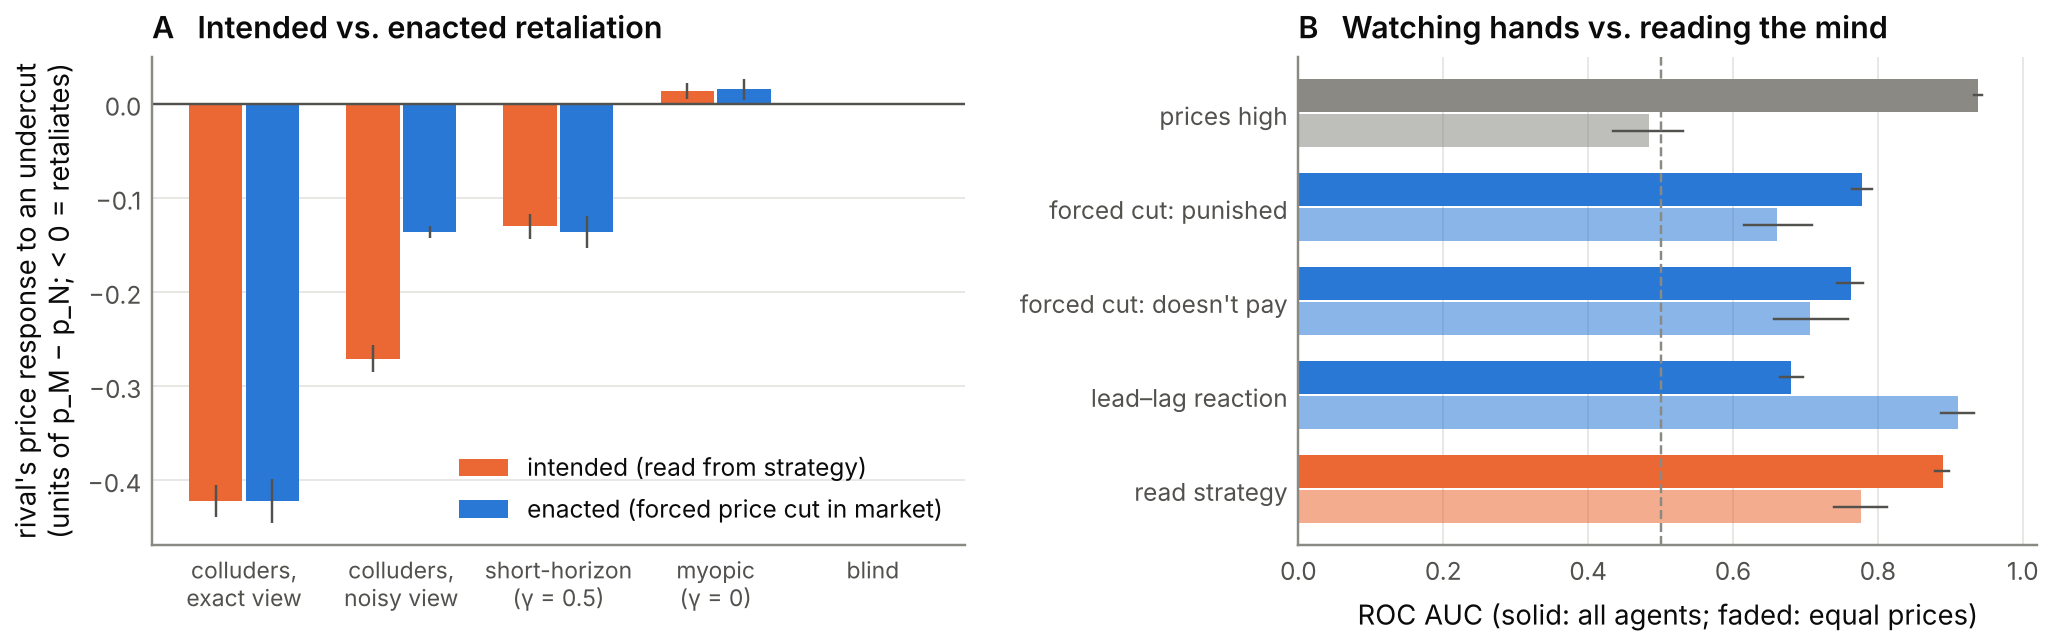 A Intended vs. enacted retaliation
rival's price response to an undercut
(units of p_M − p_N; < 0 = retaliates)
0.0
−0.1
−0.2
−0.3
−0.4
intended (read from strategy)
enacted (forced price cut in market)
colluders,
exact view
colluders,
noisy view
short-horizon
(γ = 0.5)
myopic
(γ = 0)
blind
B Watching hands vs. reading the mind
prices high
forced cut: punished
forced cut: doesn't pay
lead–lag reaction
read strategy
0.0 0.2 0.4 0.6 0.8 1.0
ROC AUC (solid: all agents; faded: equal prices)